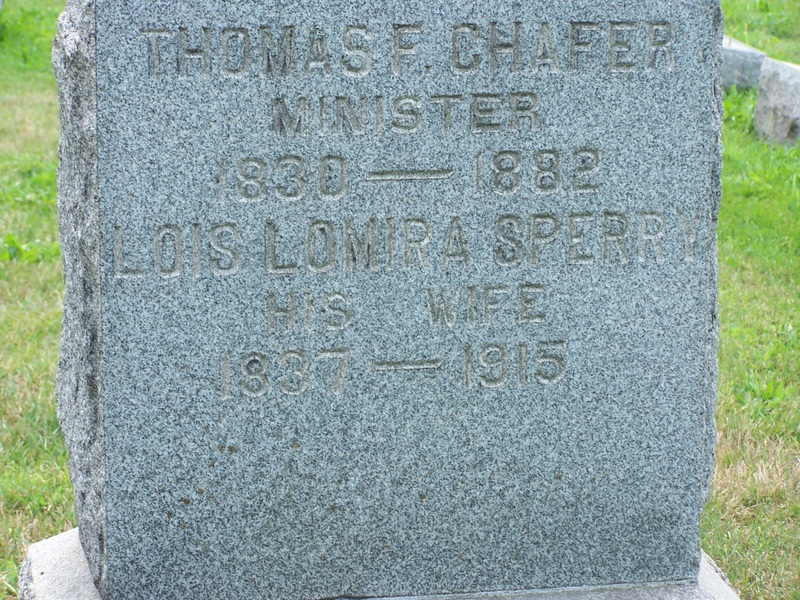 THOMAS F. CHAFER
MINISTER
1830 — 1882
LOIS LOMIRA SPERRY
HIS WIFE
1837 — 1915